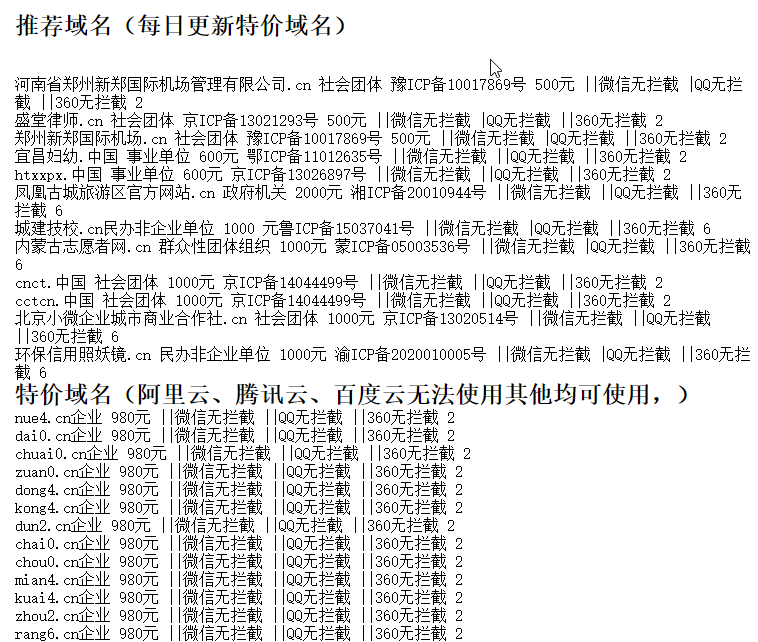 推荐域名（每日更新特价域名）
河南省郑州新郑国际机场管理有限公司.cn 社会团体 豫ICP备10017869号 500元 ||微信无拦截 |QQ无拦
截 ||360无拦截 2
盛堂律师.cn 社会团体 京ICP备13021293号 500元 ||微信无拦截 |QQ无拦截 ||360无拦截 2
郑州新郑国际机场.cn 社会团体 豫ICP备10017869号 500元 ||微信无拦截 |QQ无拦截 ||360无拦截 2
宜昌妇幼.中国 事业单位 600元 鄂ICP备11012635号 ||微信无拦截 ||QQ无拦截 ||360无拦截 2
htxxpx.中国 事业单位 600元 京ICP备13026897号 ||微信无拦截 ||QQ无拦截 ||360无拦截 2
凤凰古城旅游区官方网站.cn 政府机关 2000元 湘ICP备20010944号 ||微信无拦截 ||QQ无拦截 ||360无
拦截 6
城建技校.cn民办非企业单位 1000 元鲁ICP备15037041号 ||微信无拦截 |QQ无拦截 ||360无拦截 6
内蒙古志愿者网.cn 群众性团体组织 1000元 蒙ICP备05003536号 ||微信无拦截 |QQ无拦截 ||360无拦截
6
cnct.中国 社会团体 1000元 京ICP备14044499号 ||微信无拦截 ||QQ无拦截 ||360无拦截 2
cctcn.中国 社会团体 1000元 京ICP备14044499号 ||微信无拦截 ||QQ无拦截 ||360无拦截 2
北京小微企业城市商业合作社.cn 社会团体 1000元 京ICP备13020514号 ||微信无拦截 ||QQ无拦截
||360无拦截 6
环保信用照妖镜.cn 民办非企业单位 1000元 渝ICP备2020010005号 ||微信无拦截 |QQ无拦截 ||360无拦
截 6
特价域名（阿里云、腾讯云、百度云无法使用其他均可使用，）
nue4.cn企业 980元 ||微信无拦截 ||QQ无拦截 ||360无拦截 2
dai0.cn企业 980元 ||微信无拦截 ||QQ无拦截 ||360无拦截 2
chuai0.cn企业 980元 ||微信无拦截 ||QQ无拦截 ||360无拦截 2
zuan0.cn企业 980元 ||微信无拦截 ||QQ无拦截 ||360无拦截 2
dong4.cn企业 980元 ||微信无拦截 ||QQ无拦截 ||360无拦截 2
kong4.cn企业 980元 ||微信无拦截 ||QQ无拦截 ||360无拦截 2
dun2.cn企业 980元 ||微信无拦截 ||QQ无拦截 ||360无拦截 2
chai0.cn企业 980元 ||微信无拦截 ||QQ无拦截 ||360无拦截 2
chou0.cn企业 980元 ||微信无拦截 ||QQ无拦截 ||360无拦截 2
mian4.cn企业 980元 ||微信无拦截 ||QQ无拦截 ||360无拦截 2
kuai4.cn企业 980元 ||微信无拦截 ||QQ无拦截 ||360无拦截 2
zhou2.cn企业 980元 ||微信无拦截 ||QQ无拦截 ||360无拦截 2
rang6.cn企业 980元 ||微信无拦截 ||QQ无拦截 ||360无拦截 2